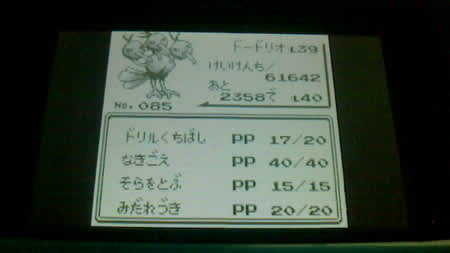 ドードリオ L39
けいけんち/
61642
あと
2358で L40
No. 085
ドリルくちばし PP 17/20
なきごえ PP 40/40
そらをとぶ PP 15/15
みだれづき PP 20/20